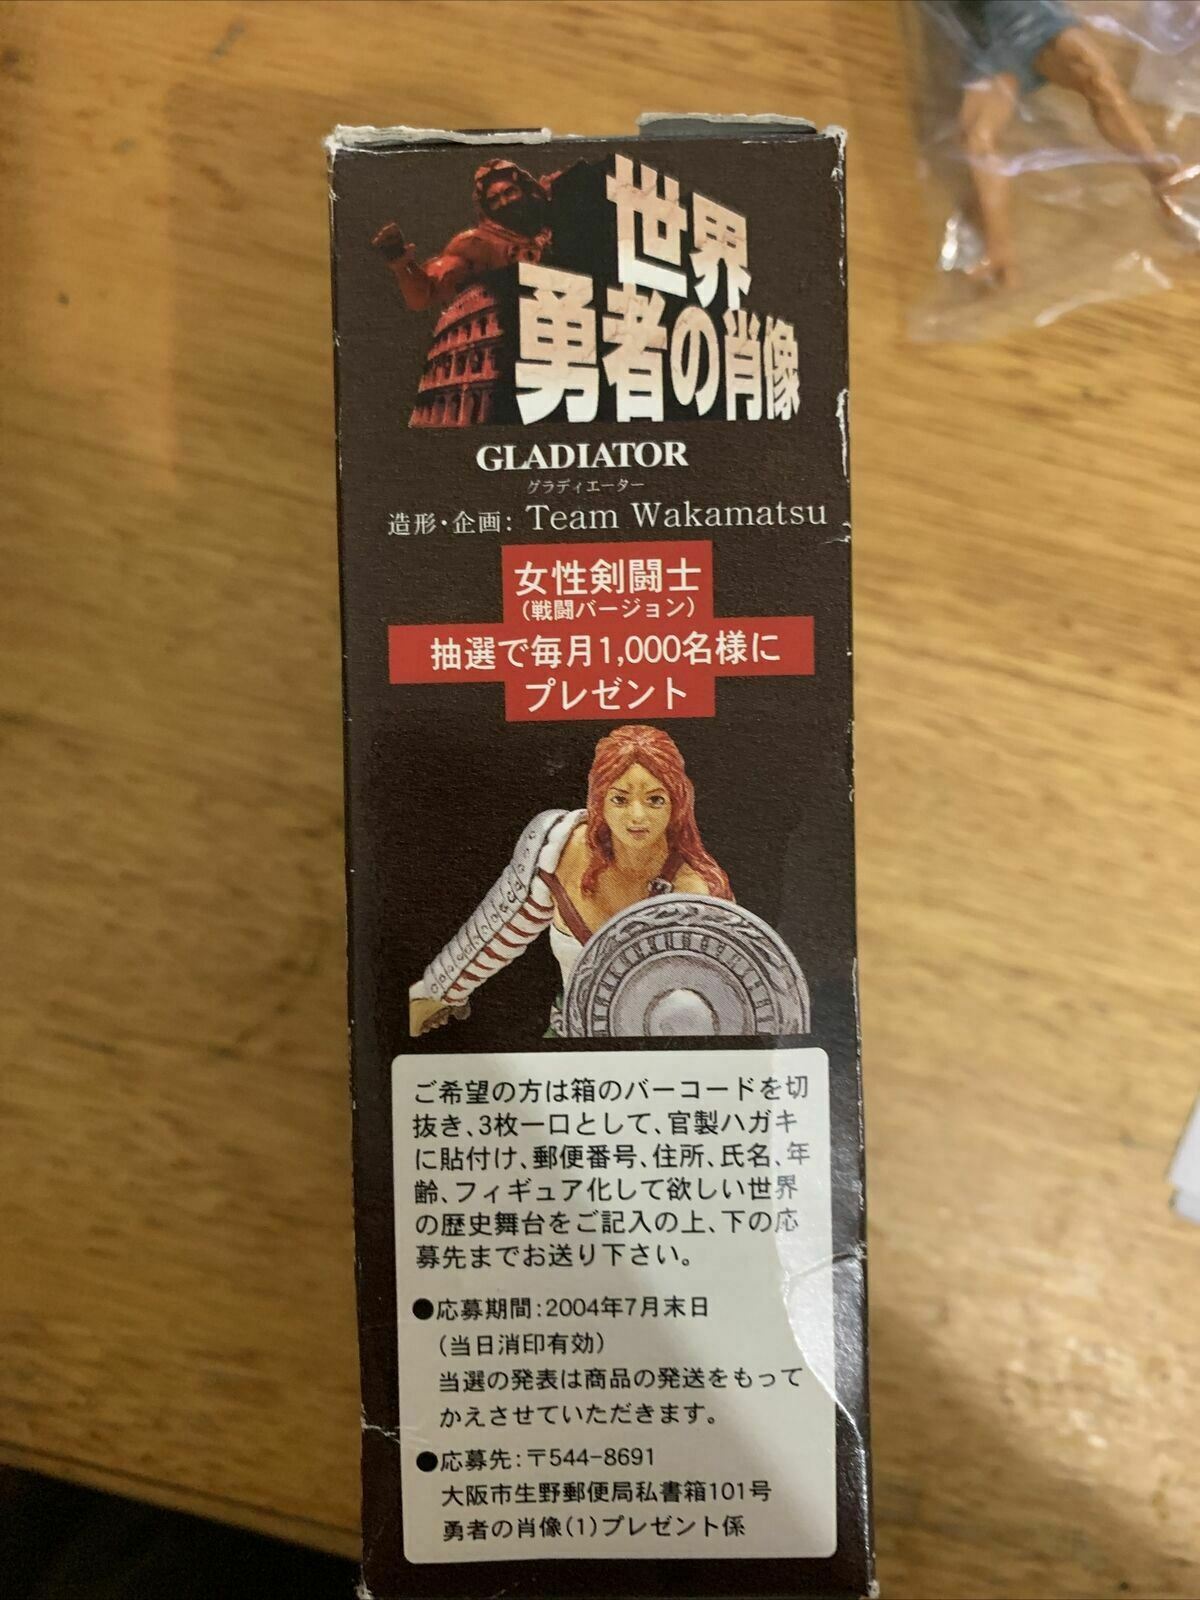 世界
勇者の肖像
GLADIATOR
グラディエーター
造形・企画: Team Wakamatsu
女性剣闘士
(戦闘バージョン)
抽選で毎月1,000名様に
プレゼント
ご希望の方は箱のバーコードを切
抜き、3枚一口として、官製ハガキ
に貼付け、郵便番号、住所、氏名、年
齢、フィギュア化して欲しい世界
の歴史舞台をご記入の上、下の応
募先までお送り下さい。
●応募期間:2004年7月末日
(当日消印有効)
当選の発表は商品の発送をもって
かえさせていただきます。
●応募先:〒544-8691
大阪市生野郵便局私書箱101号
勇者の肖像(1)プレゼント係